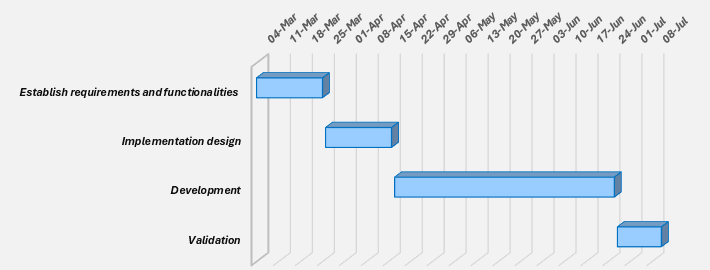 04-Mar
11-Mar
18-Mar
25-Mar
01-Apr
08-Apr
15-Apr
22-Apr
29-Apr
06-May
13-May
20-May
27-May
03-Jun
10-Jun
17-Jun
24-Jun
01-Jul
08-Jul
Establish requirements and functionalities
Implementation design
Development
Validation